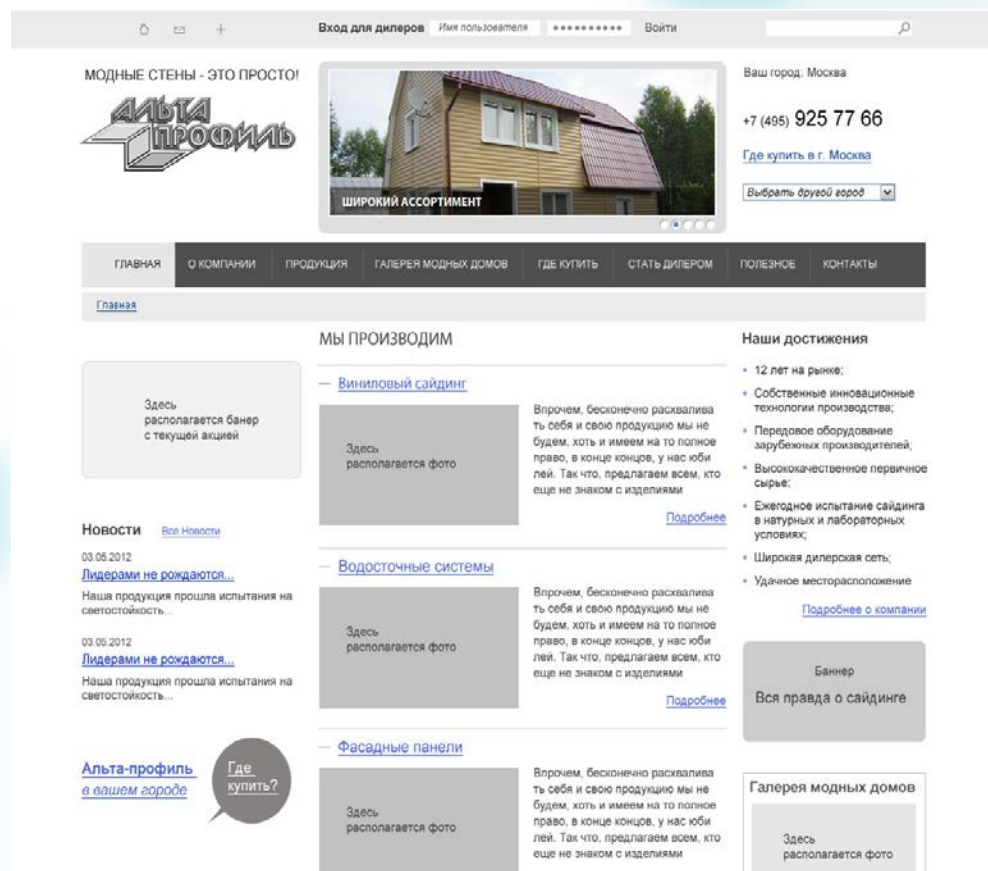 Вход для дилеров Имя пользователя •••••••••• Войти
МОДНЫЕ СТЕНЫ - ЭТО ПРОСТО!
АЛЬТА
ПРОФИЛЬ
ШИРОКИЙ АССОРТИМЕНТ
Ваш город: Москва
+7 (495) 925 77 66
Где купить в г. Москва
Выбрать другой город
ГЛАВНАЯ О КОМПАНИИ ПРОДУКЦИЯ ГАЛЕРЕЯ МОДНЫХ ДОМОВ ГДЕ КУПИТЬ СТАТЬ ДИЛЕРОМ ПОЛЕЗНОЕ КОНТАКТЫ
Главная
Здесь
располагается банер
с текущей акцией
Новости Все Новости
03.05.2012
Лидерами не рождаются...
Наша продукция прошла испытания на
светостойкость...
03.05.2012
Лидерами не рождаются...
Наша продукция прошла испытания на
светостойкость...
Альта-профиль
в вашем городе
Где
купить?
МЫ ПРОИЗВОДИМ
— Виниловый сайдинг
Здесь
располагается фото
Впрочем, бесконечно расхвалива
ть себя и свою продукцию мы не
будем, хоть и имеем на то полное
право, в конце концов, у нас юби
лей. Так что, предлагаем всем, кто
еще не знаком с изделиями
Подробнее
— Водосточные системы
Здесь
располагается фото
Впрочем, бесконечно расхвалива
ть себя и свою продукцию мы не
будем, хоть и имеем на то полное
право, в конце концов, у нас юби
лей. Так что, предлагаем всем, кто
еще не знаком с изделиями
Подробнее
— Фасадные панели
Здесь
располагается фото
Впрочем, бесконечно расхвалива
ть себя и свою продукцию мы не
будем, хоть и имеем на то полное
право, в конце концов, у нас юби
лей. Так что, предлагаем всем, кто
еще не знаком с изделиями
Наши достижения
• 12 лет на рынке;
• Собственные инновационные
технологии производства;
• Передовое оборудование
зарубежных производителей;
• Высококачественное первичное
сырье;
• Ежегодное испытание сайдинга
в натурных и лабораторных
условиях;
• Широкая дилерская сеть;
• Удачное месторасположение
Подробнее о компании
Баннер
Вся правда о сайдинге
Галерея модных домов
Здесь
располагается фото